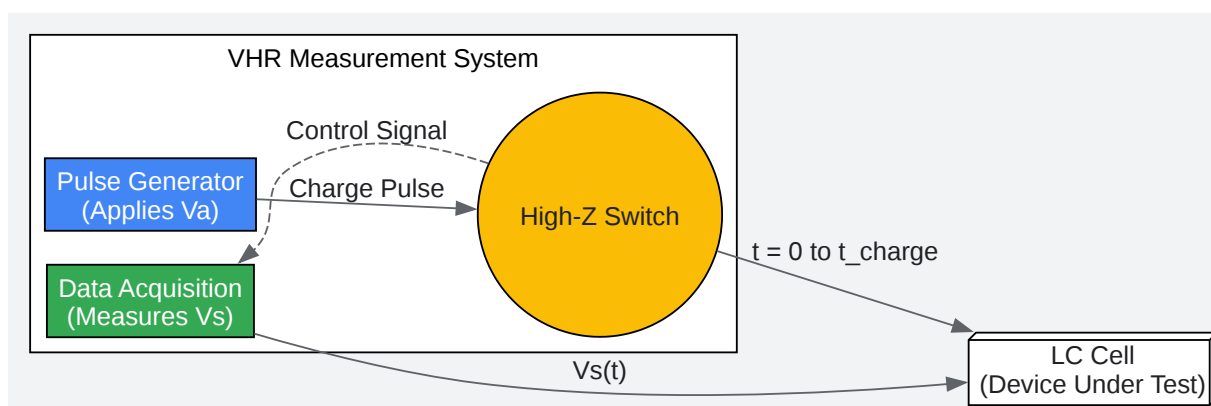 VHR Measurement System
Control Signal
Pulse Generator
(Applies Va)
Charge Pulse
High-Z Switch
t = 0 to t_charge
Data Acquisition
(Measures Vs)
Vs(t)
LC Cell
(Device Under Test)